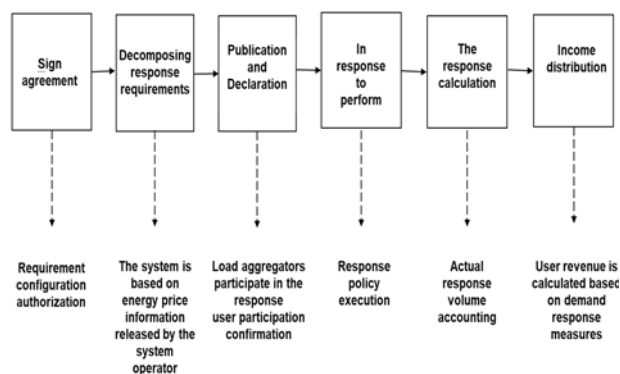 Sign
agreement
Decomposing
response
requirements
Publication
and
Declaration
In
response
to
perform
The
response
calculation
Income
distribution
Requirement
configuration
authorization
The system is
based on
energy price
information
released by the
system
operator
Load aggregators
participate in the
response
user participation
confirmation
Response
policy
execution
Actual
response
volume
accounting
User revenue is
calculated based
on demand
response
measures